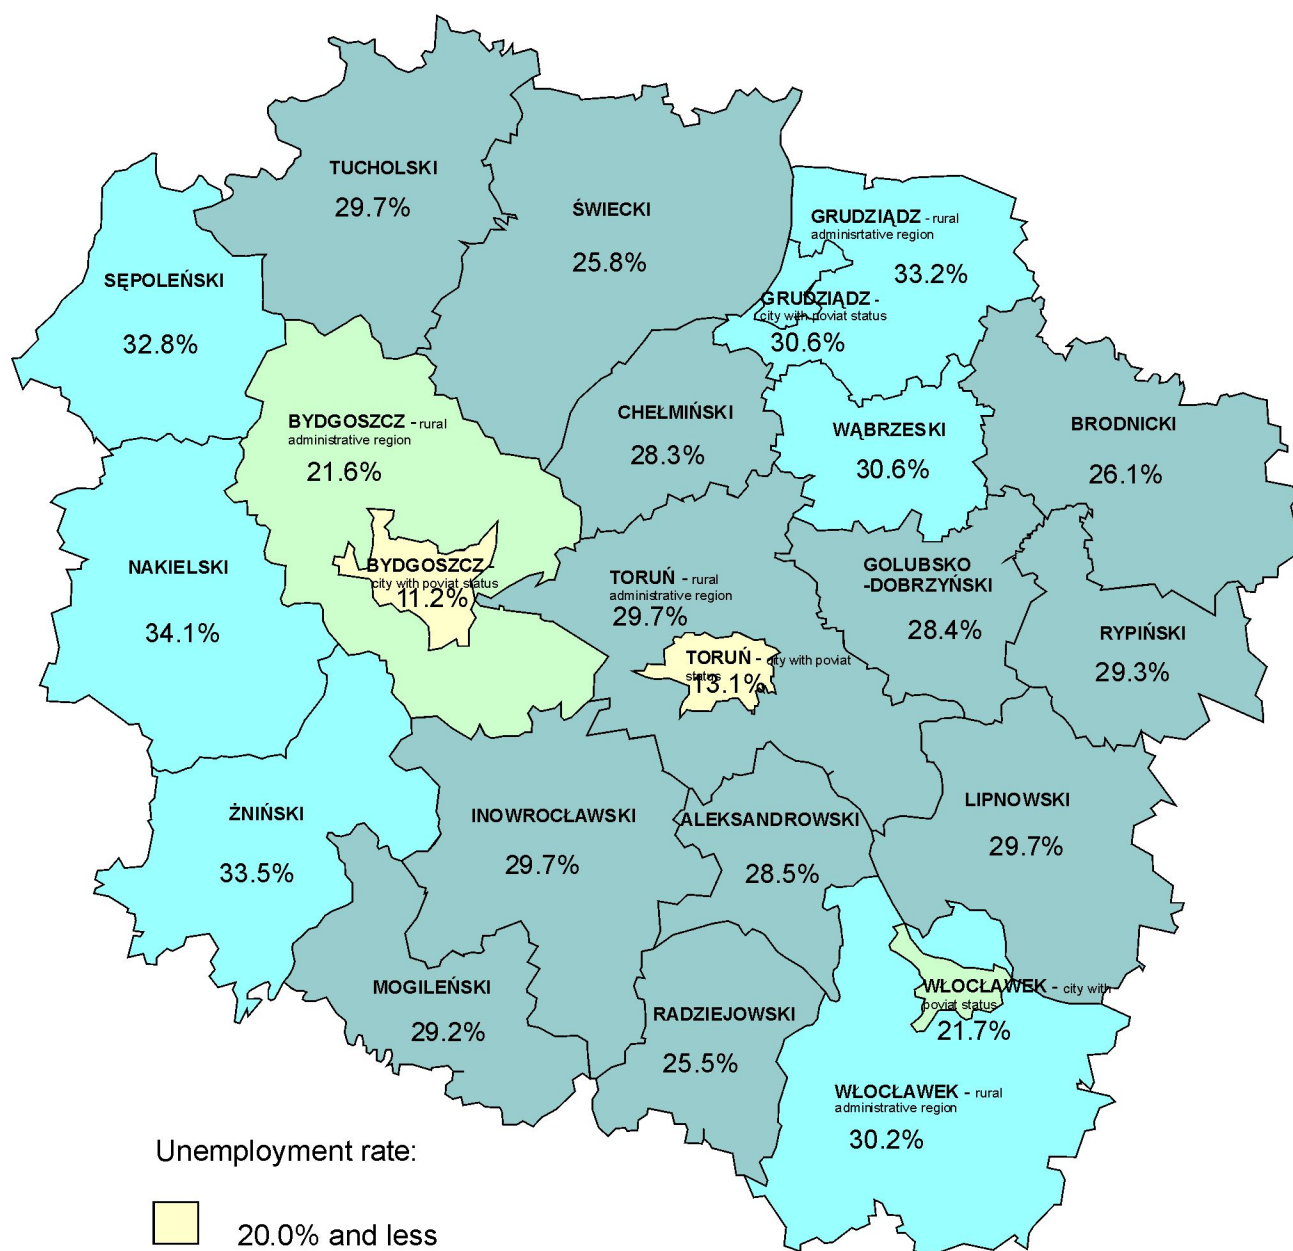 TUCHOLSKI
29.7%
ŚWIECKI
25.8%
GRUDZIĄDZ - rural
adminisrtative region
33.2%
SĘPOLEŃSKI
32.8%
GRUDZIĄDZ -
city with poviat status
30.6%
BYDGOSZCZ - rural
administrative region
21.6%
CHEŁMIŃSKI
28.3%
WĄBRZESKI
30.6%
BRODNICKI
26.1%
NAKIELSKI
34.1%
BYDGOSZCZ -
city with poviat status
11.2%
TORUŃ - rural
administrative region
29.7%
GOLUBSKO
-DOBRZYŃSKI
28.4%
RYPIŃSKI
29.3%
TORUŃ - city with poviat
status
13.1%
ŻNIŃSKI
33.5%
INOWROCŁAWSKI
29.7%
ALEKSANDROWSKI
28.5%
LIPNOWSKI
29.7%
MOGILEŃSKI
29.2%
RADZIEJOWSKI
25.5%
WŁOCŁAWEK - city with
poviat status
21.7%
WŁOCŁAWEK - rural
administrative region
30.2%
Unemployment rate:
20.0% and less